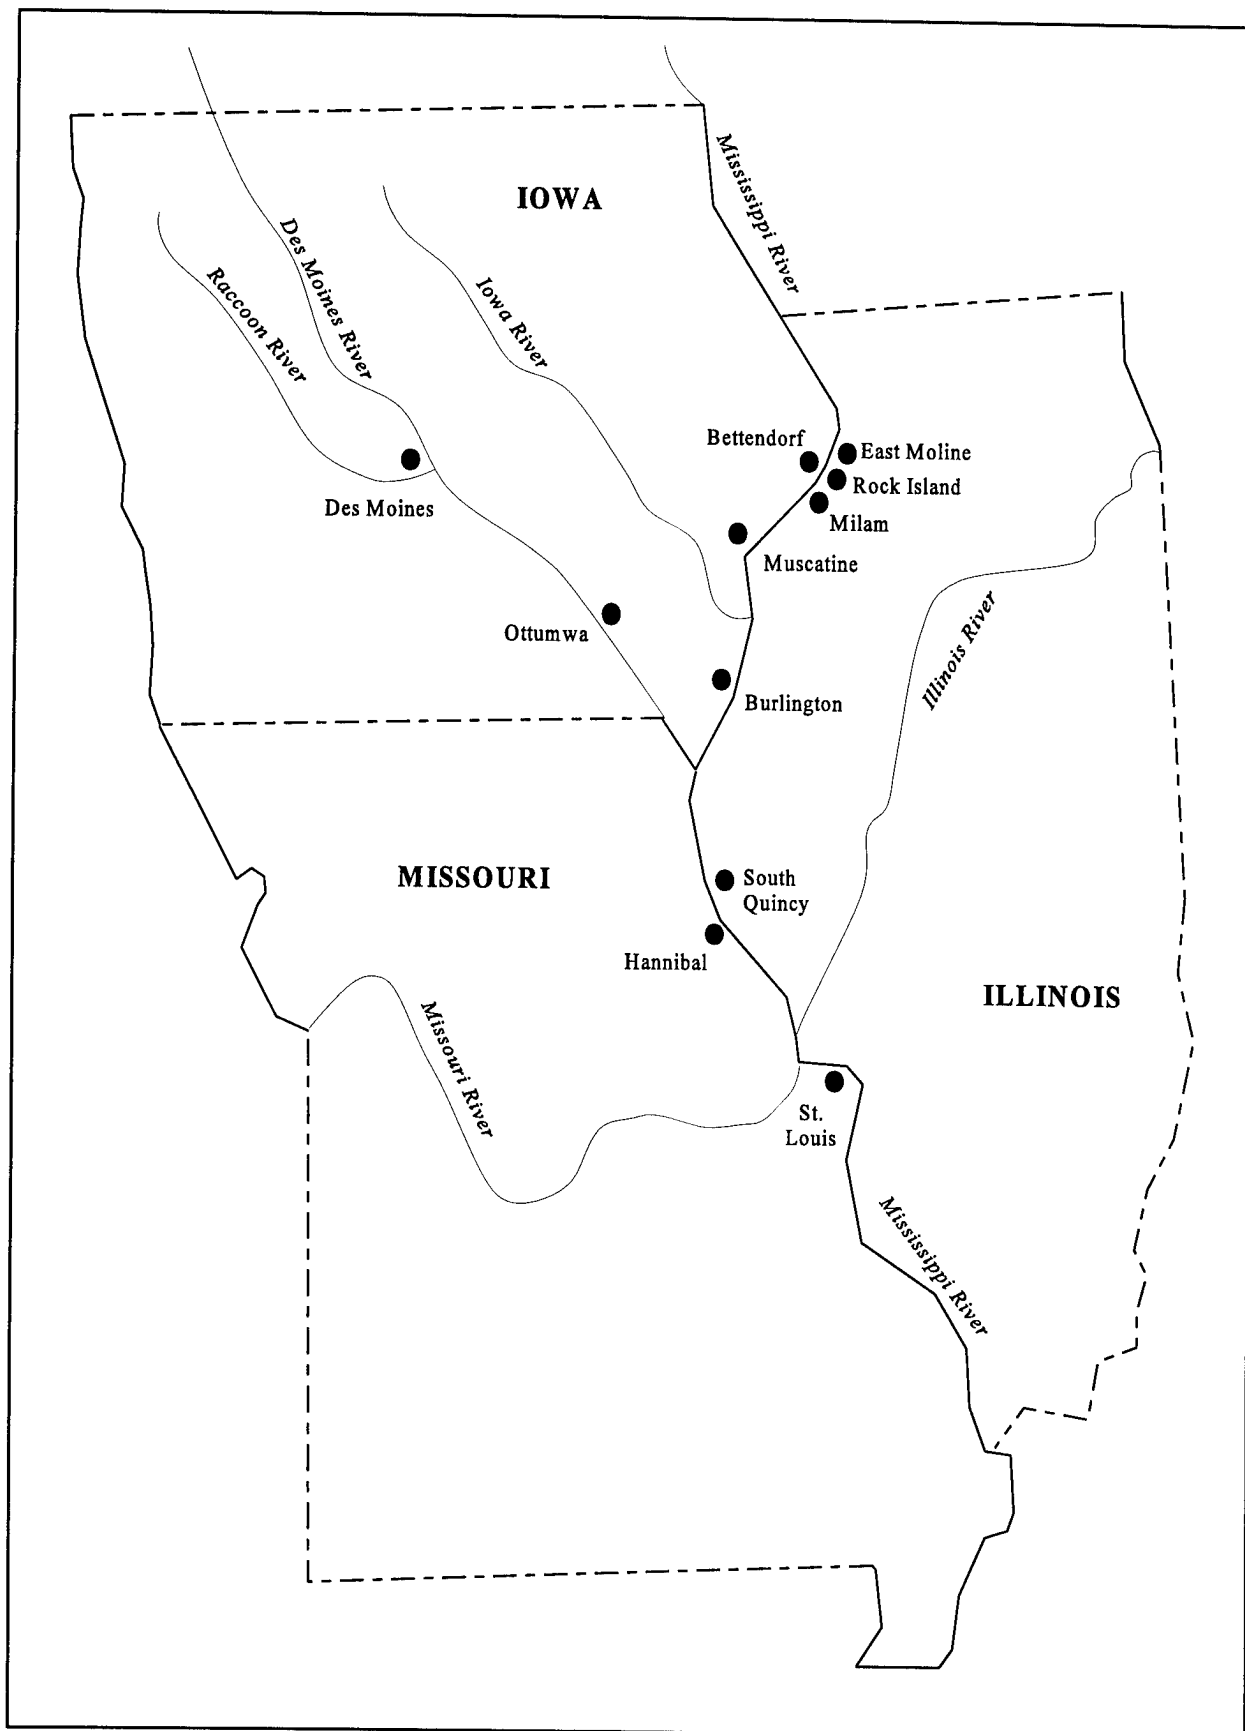 Mississippi River
IOWA
Des Moines River
Raccoon River
Iowa River
Bettendorf
East Moline
Rock Island
Milam
Des Moines
Muscatine
Illinois River
Ottumwa
Burlington
MISSOURI
South
Quincy
Hannibal
ILLINOIS
Missouri River
St.
Louis
Mississippi River